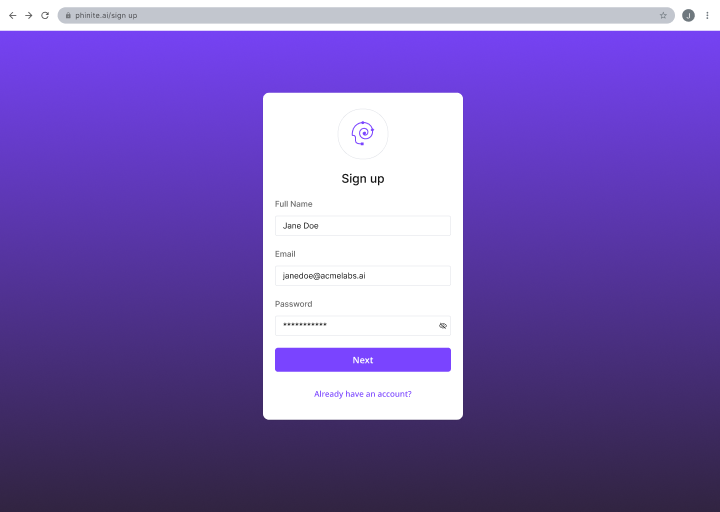 phinite.ai/sign up
J
Sign up
Full Name
Jane Doe
Email
janedoe@acmelabs.ai
Password
***********
Next
Already have an account?